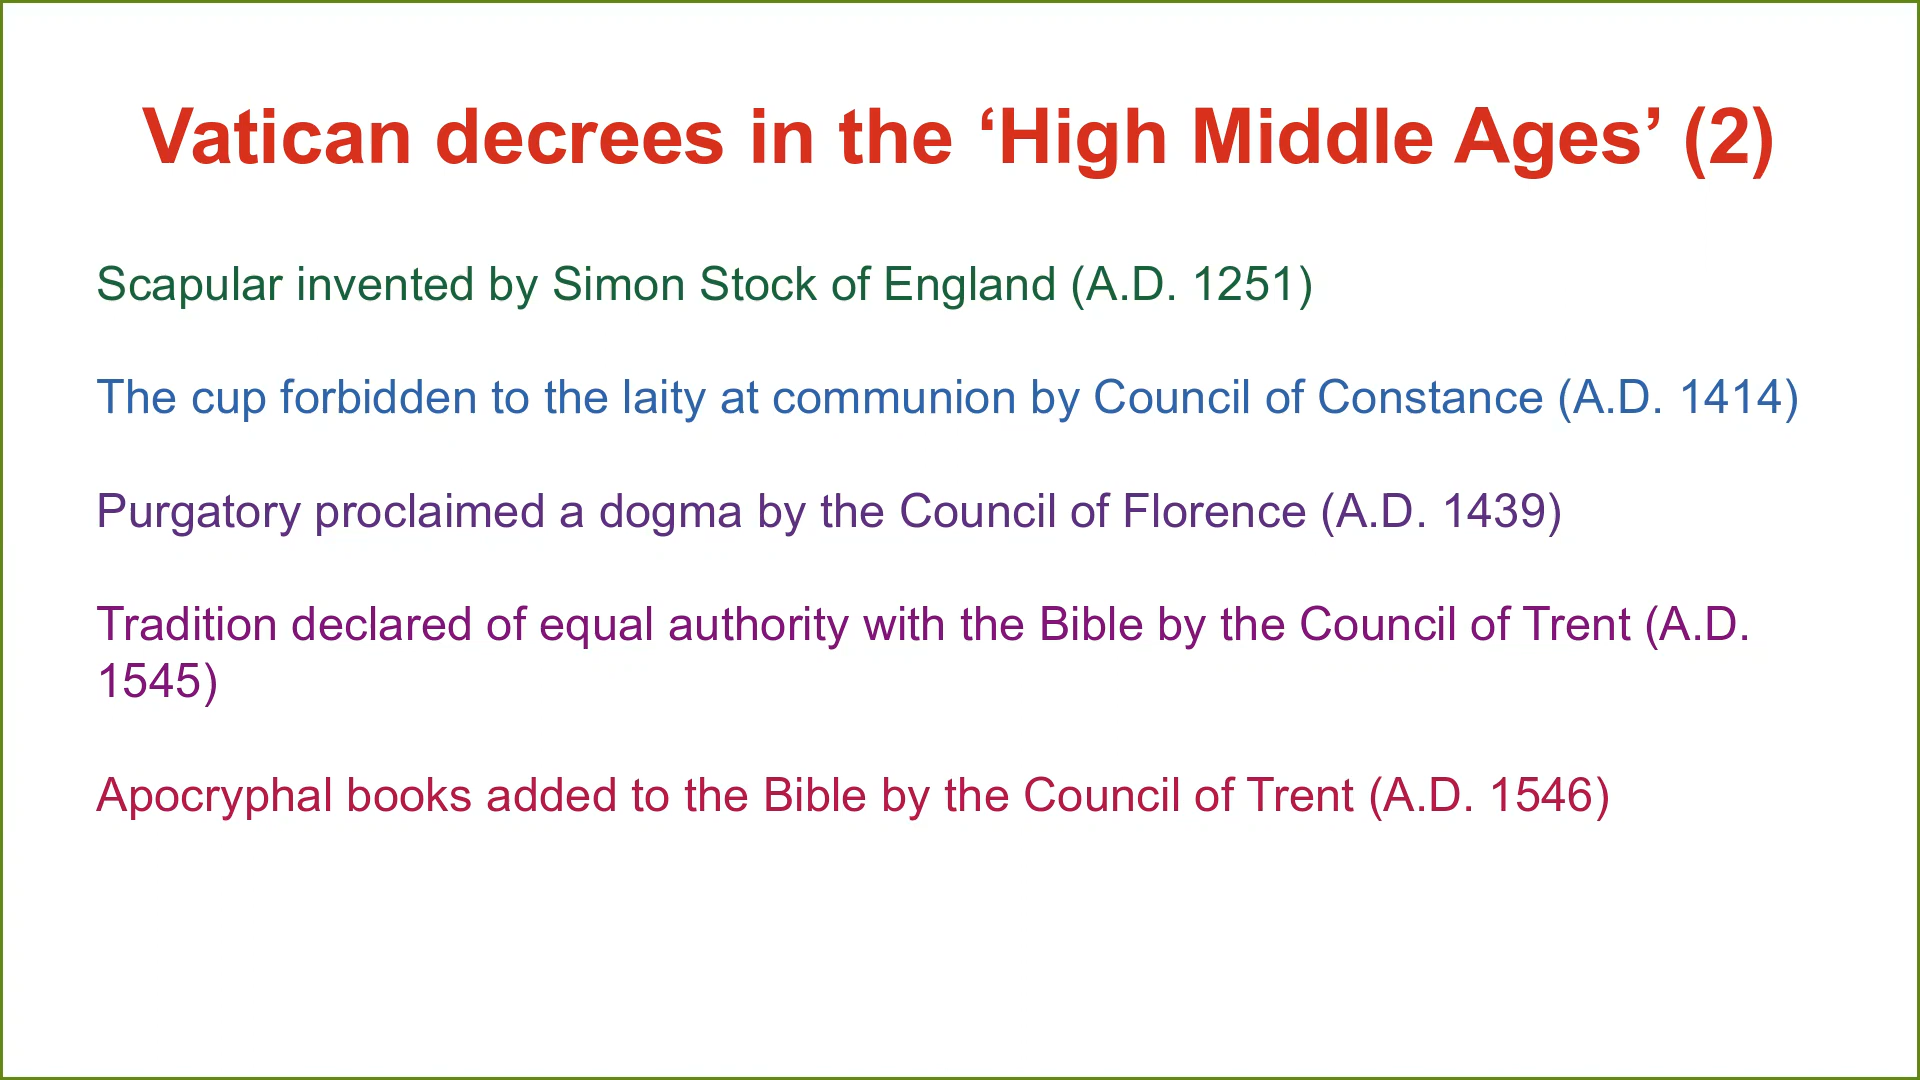 Vatican decrees in the ‘High Middle Ages’ (2)
Scapular invented by Simon Stock of England (A.D. 1251)
The cup forbidden to the laity at communion by Council of Constance (A.D. 1414)
Purgatory proclaimed a dogma by the Council of Florence (A.D. 1439)
Tradition declared of equal authority with the Bible by the Council of Trent (A.D.
1545)
Apocryphal books added to the Bible by the Council of Trent (A.D. 1546)